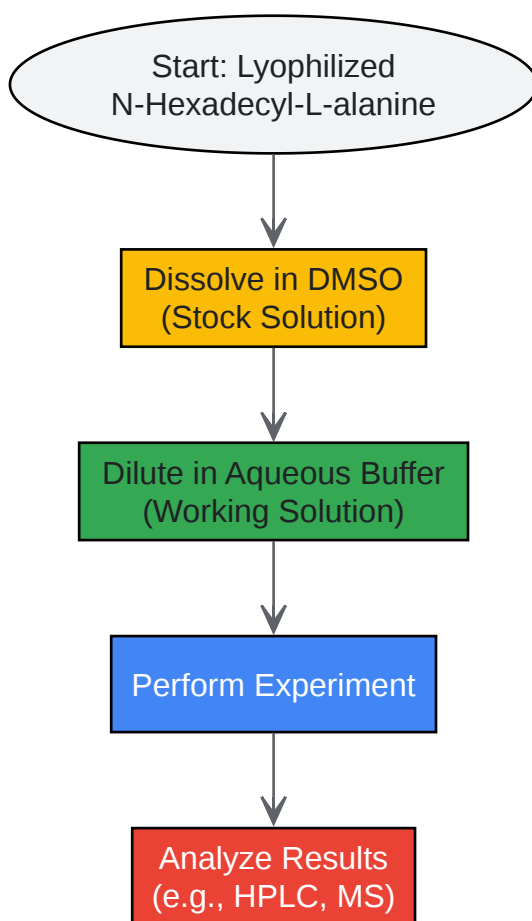 Start: Lyophilized
N-Hexadecyl-L-alanine
Dissolve in DMSO
(Stock Solution)
Dilute in Aqueous Buffer
(Working Solution)
Perform Experiment
Analyze Results
(e.g., HPLC, MS)